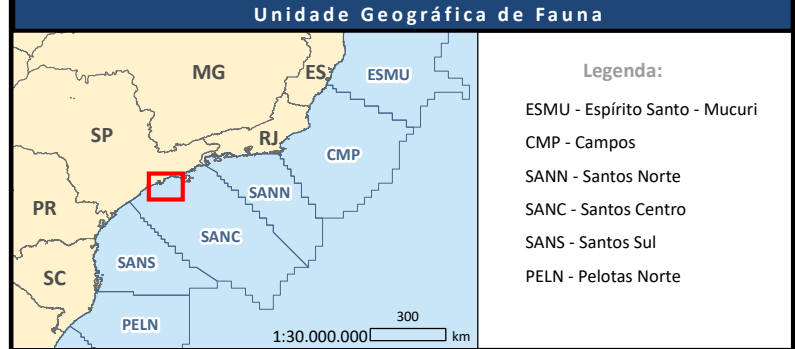 Unidade Geográfica de Fauna
MG
ES
ESMU
SP
RJ
CMP
SANN
PR
SANC
SANS
SC
PELN
300
1:30.000.000
km
Legenda:
ESMU - Espírito Santo - Mucuri
CMP - Campos
SANN - Santos Norte
SANC - Santos Centro
SANS - Santos Sul
PELN - Pelotas Norte